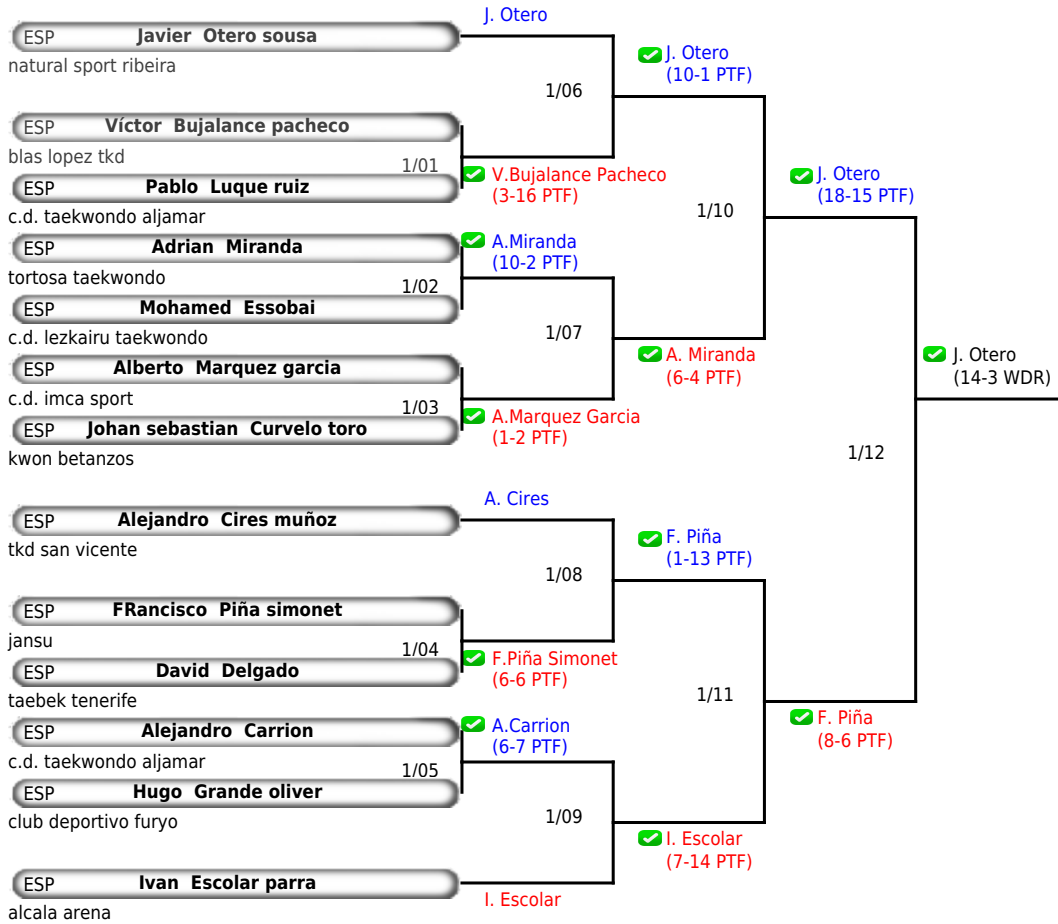 J. Otero
ESP Javier Otero sousa
natural sport ribeira
J. Otero
(10-1 PTF)
1/06
ESP Víctor Bujalance pacheco
blas lopez tkd
1/01
V.Bujalance Pacheco
(3-16 PTF)
ESP Pablo Luque ruiz
c.d. taekwondo aljamar
J. Otero
(18-15 PTF)
1/10
ESP Adrian Miranda
tortosa taekwondo
A.Miranda
(10-2 PTF)
1/02
ESP Mohamed Essobai
c.d. lezkairu taekwondo
1/07
A. Miranda
(6-4 PTF)
ESP Alberto Marquez garcia
c.d. imca sport
1/03
A.Marquez Garcia
(1-2 PTF)
ESP Johan sebastian Curvelo toro
kwon betanzos
J. Otero
(14-3 WDR)
1/12
A. Cires
ESP Alejandro Cires muñoz
tkd san vicente
F. Piña
(1-13 PTF)
1/08
ESP FRancisco Piña simonet
jansu
1/04
F.Piña Simonet
(6-6 PTF)
ESP David Delgado
taebek tenerife
1/11
F. Piña
(8-6 PTF)
ESP Alejandro Carrion
c.d. taekwondo aljamar
A.Carrion
(6-7 PTF)
1/05
ESP Hugo Grande oliver
club deportivo furyo
1/09
I. Escolar
(7-14 PTF)
ESP Ivan Escolar parra
alcala arena
I. Escolar